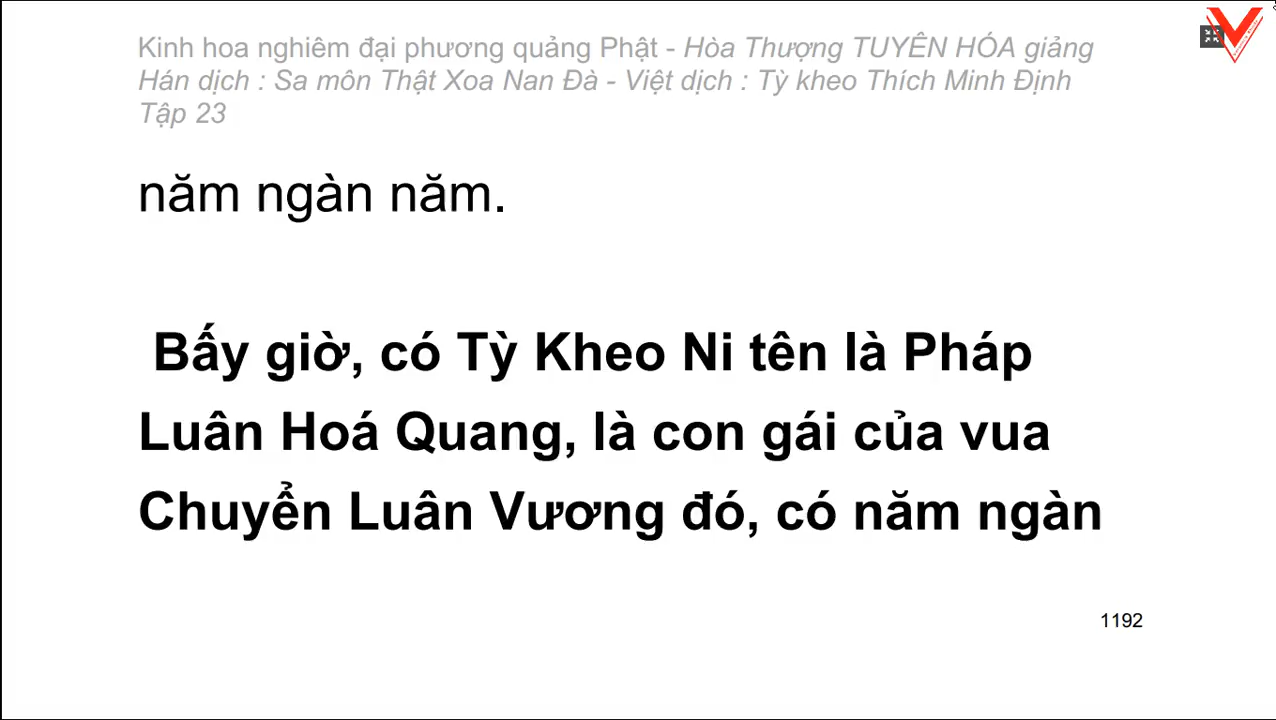 Kinh hoa nghiêm đại phương quảng Phật - Hòa Thượng TUYÊN HÓA giảng
Hán dịch : Sa môn Thật Xoa Nan Đà - Việt dịch : Tỳ kheo Thích Minh Định
Tập 23
năm ngàn năm.
Bấy giờ, có Tỳ Kheo Ni tên là Pháp
Luân Hoá Quang, là con gái của vua
Chuyển Luân Vương đó, có năm ngàn
1192